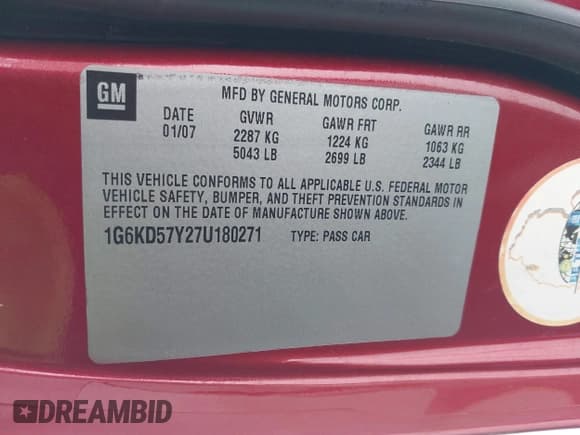 GM
MFD BY GENERAL MOTORS CORP.
DATE GVWR GAWR FRT GAWR RR
01/07 2287 KG 1224 KG 1063 KG
5043 LB 2699 LB 2344 LB
THIS VEHICLE CONFORMS TO ALL APPLICABLE U.S. FEDERAL MOTOR
VEHICLE SAFETY, BUMPER, AND THEFT PREVENTION STANDARDS IN
EFFECT ON THE DATE OF MANUFACTURE SHOWN ABOVE.
1G6KD57Y27U180271 TYPE: PASS CAR
DREAMBID